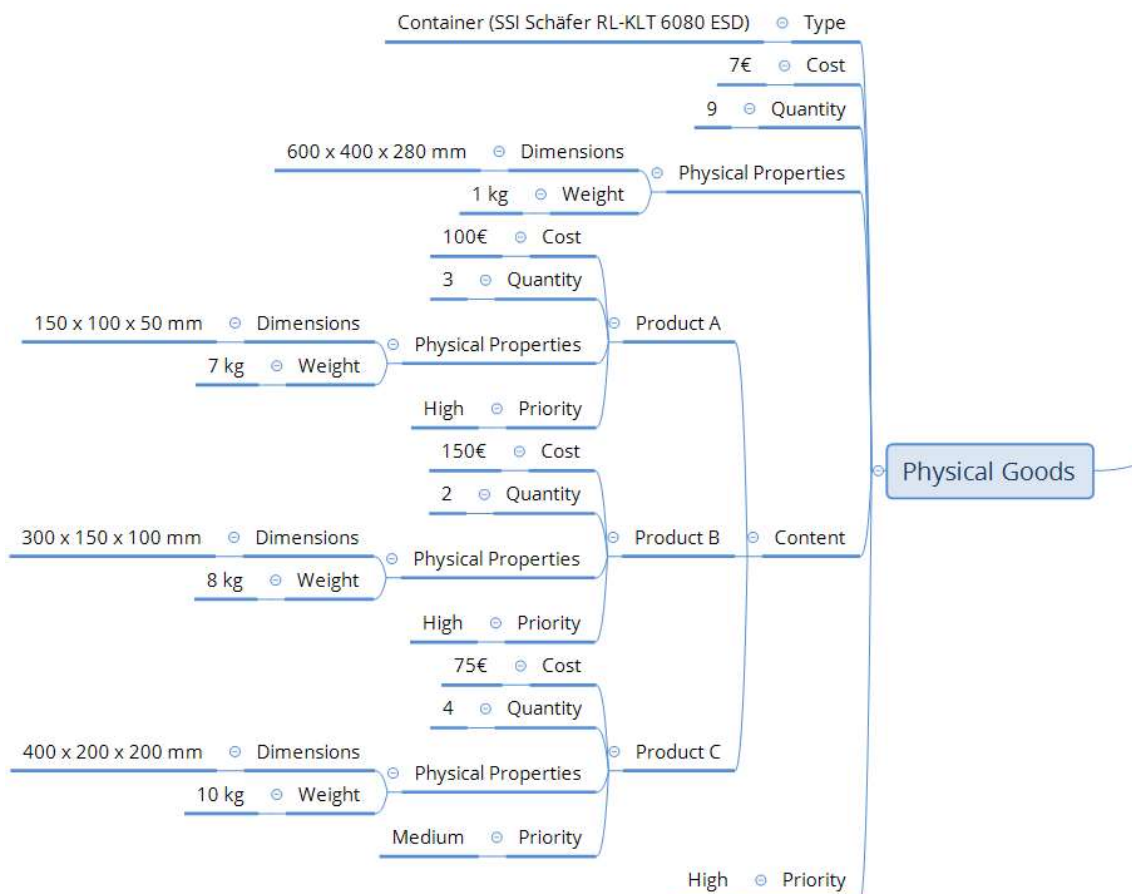 Container (SSI Schäfer RL-KLT 6080 ESD) Type
7€ Cost
9 Quantity
600 x 400 x 280 mm Dimensions
Physical Properties
1 kg Weight
100€ Cost
3 Quantity
150 x 100 x 50 mm Dimensions
Product A
Physical Properties
7 kg Weight
High Priority
150€ Cost
Physical Goods
2 Quantity
300 x 150 x 100 mm Dimensions
Product B
Content
Physical Properties
8 kg Weight
High Priority
75€ Cost
4 Quantity
400 x 200 x 200 mm Dimensions
Product C
Physical Properties
10 kg Weight
Medium Priority
High Priority